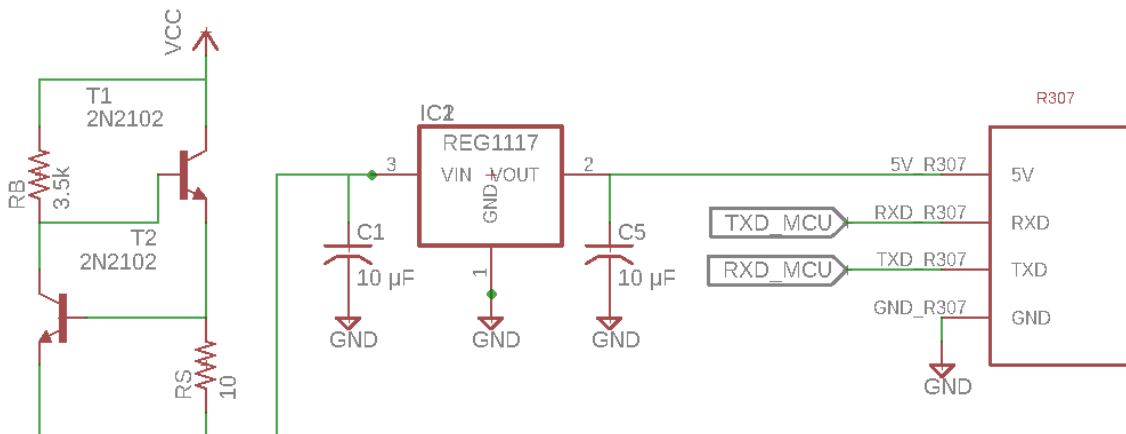 VCC
T1
2N2102
RB
3.5k
T2
2N2102
RS
10
3
VIN
REG1117
GND
VOUT
2
1
GND
C1
10 µF
GND
C5
10 µF
GND
TXD_MCU
RXD_MCU
R307
5V_R307
5V
RXD_R307
RXD
TXD_R307
TXD
GND_R307
GND
GND